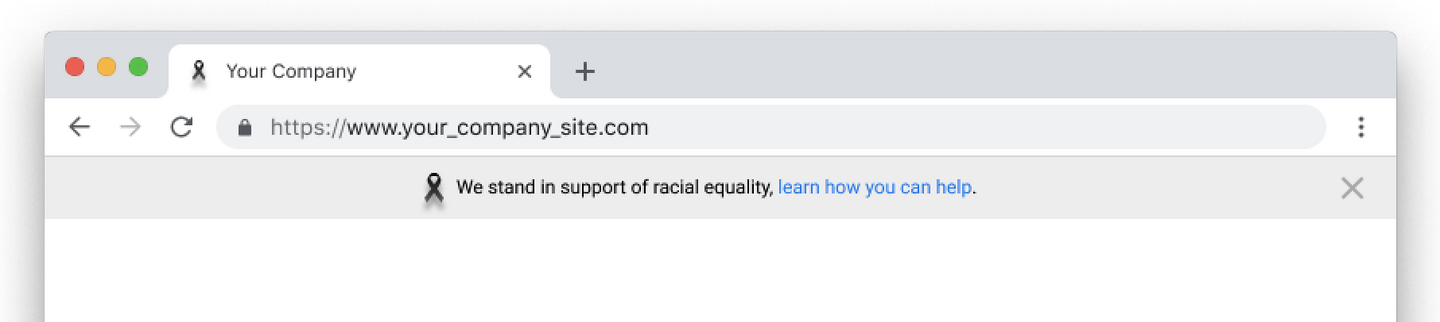 Your Company
https://www.your_company_site.com
We stand in support of racial equality, learn how you can help.